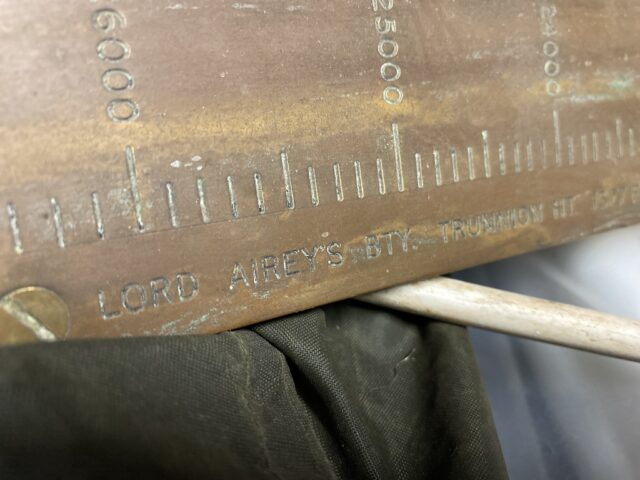 6000 25000 24000
LORD AIREY'S BTY. TRUNNION HT